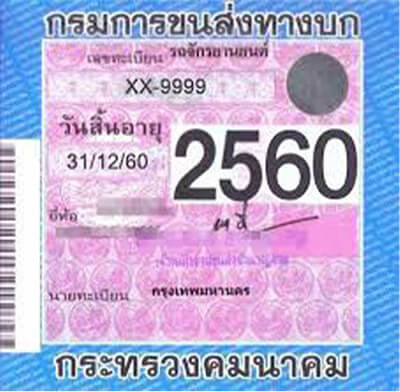 กรมการขนส่งทางบก
เลขทะเบียน รถจักรยานยนต์
XX-9999
วันสิ้นอายุ
31/12/60
2560
ยี่ห้อ
นายทะเบียน กรุงเทพมหานคร
กระทรวงคมนาคม